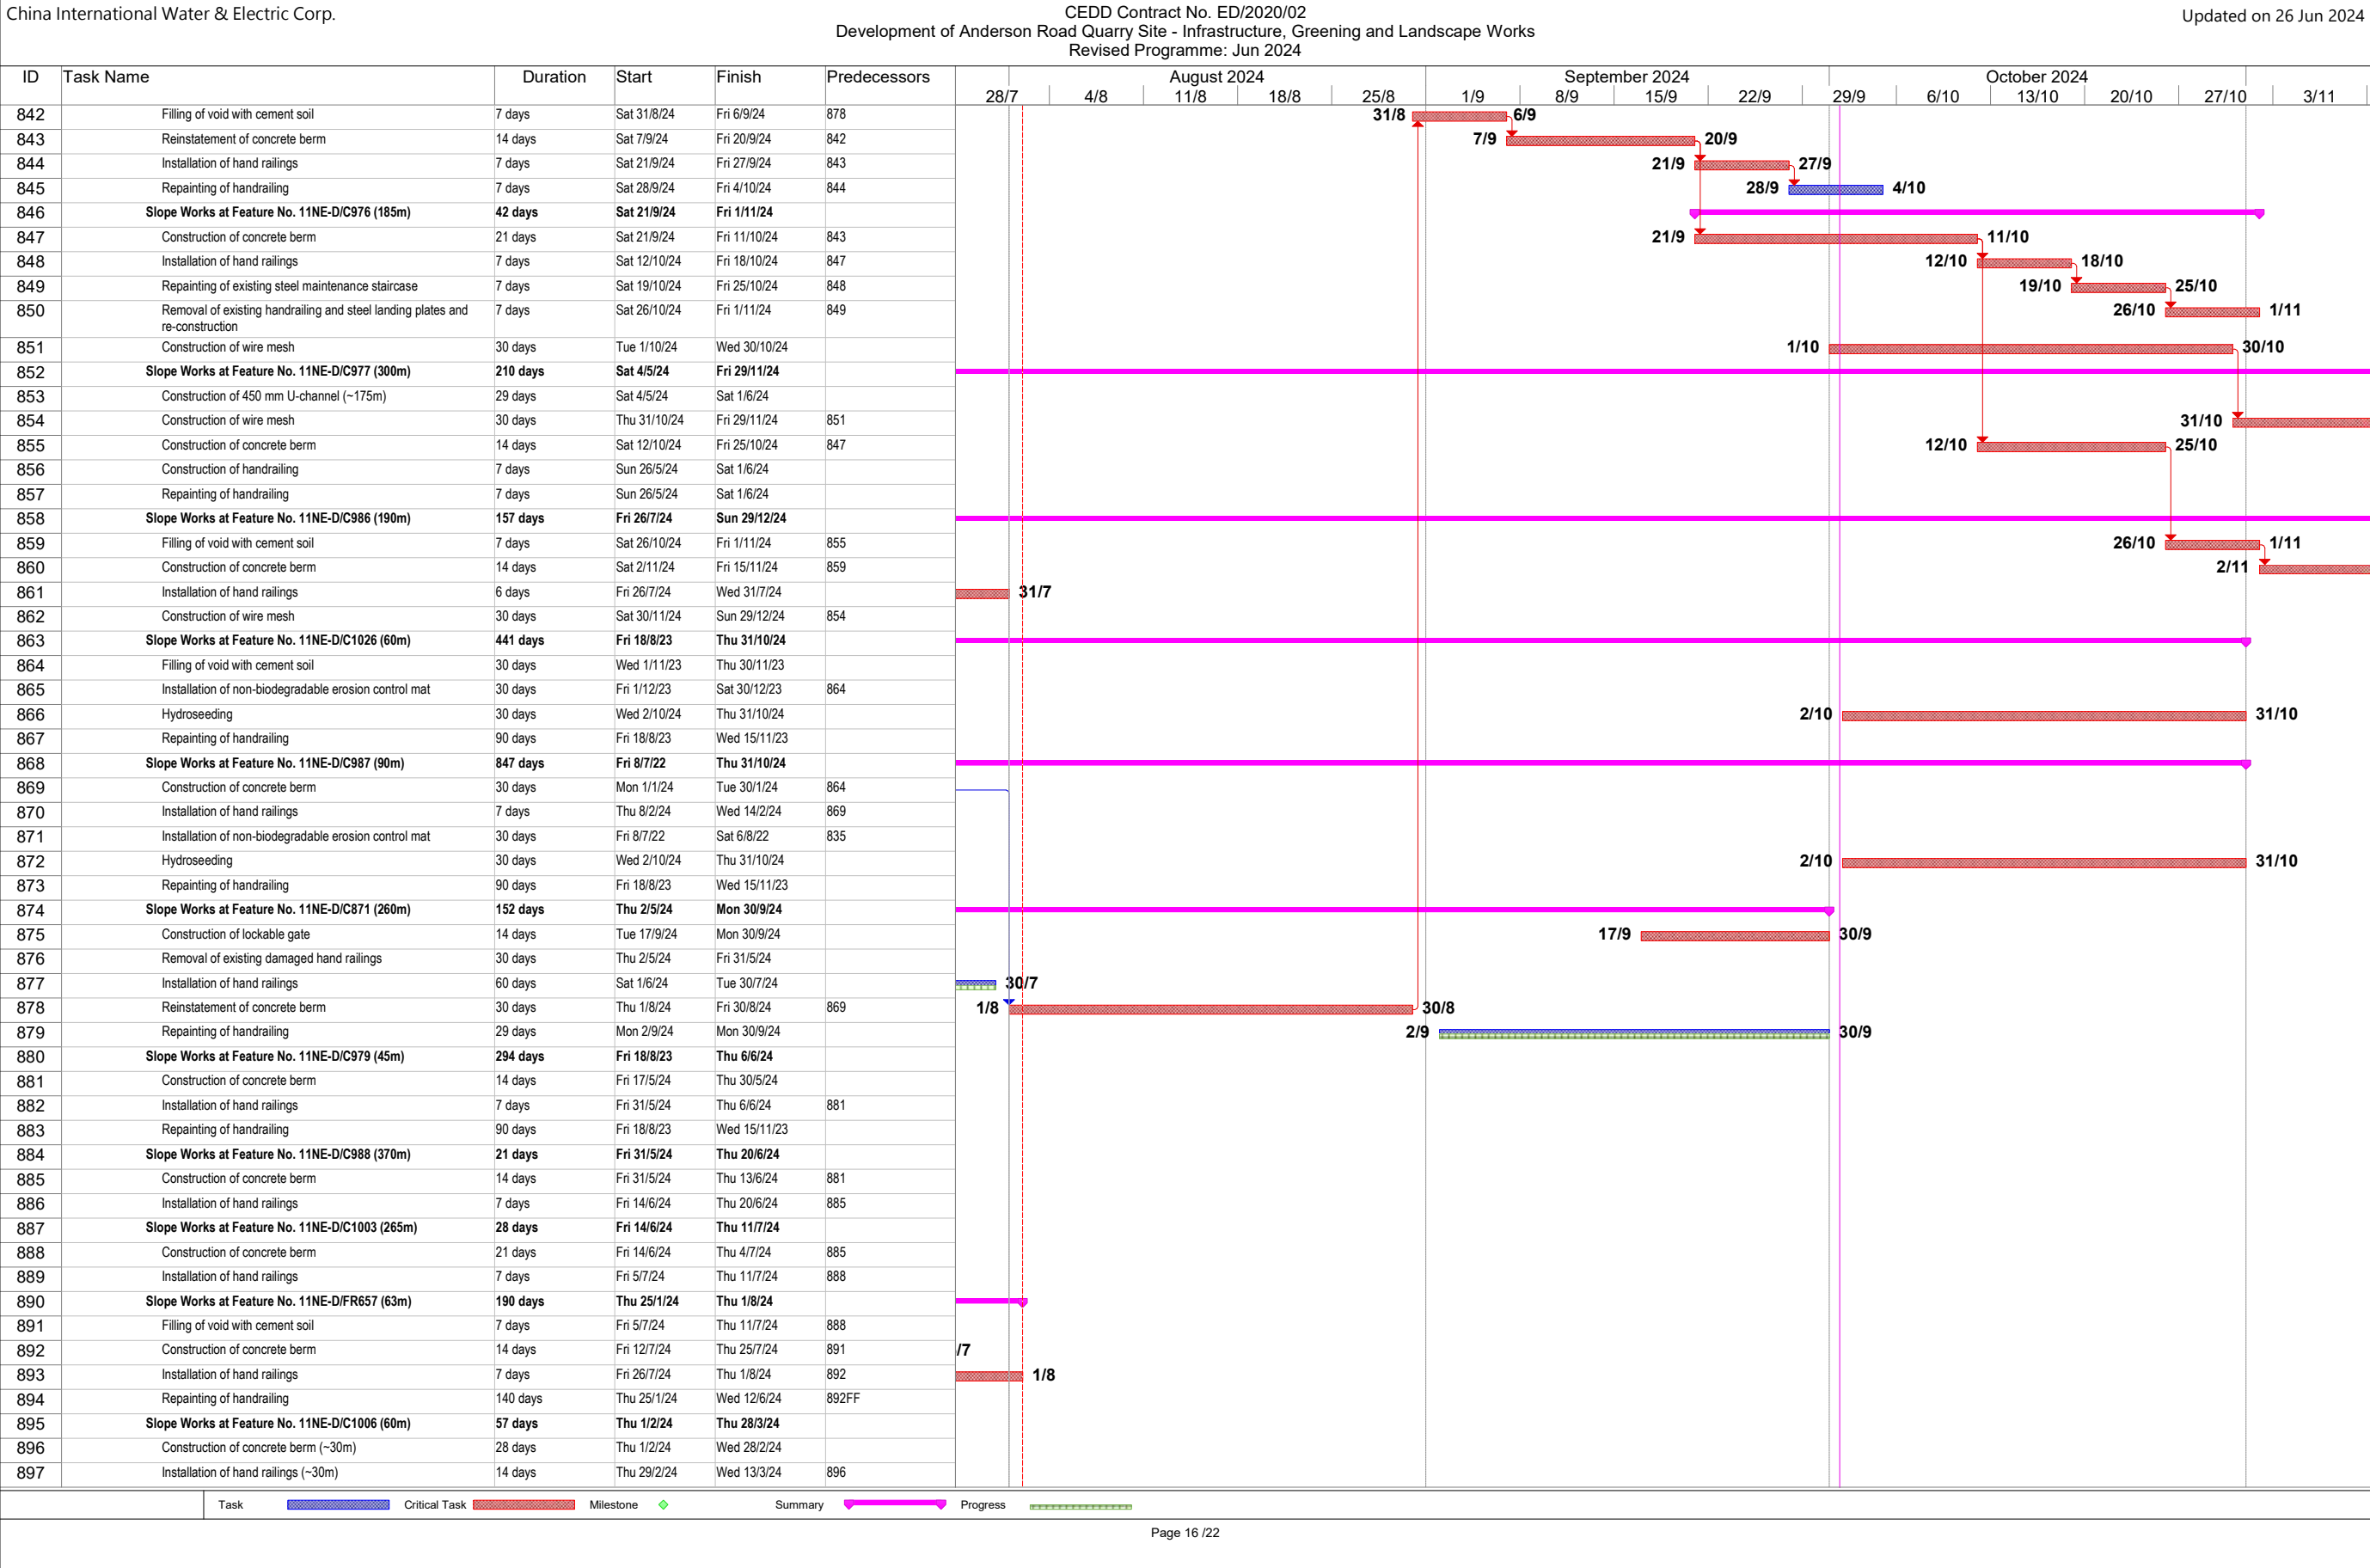 China International Water & Electric Corp.
CEDD Contract No. ED/2020/02
Updated on 26 Jun 2024
Development of Anderson Road Quarry Site - Infrastructure, Greening and Landscape Works
Revised Programme: Jun 2024
ID Task Name Duration Start Finish Predecessors August 2024 September 2024 October 2024
28/7 4/8 11/8 18/8 25/8 1/9 8/9 15/9 22/9 29/9 6/10 13/10 20/10 27/10 3/11
842 Filling of void with cement soil 7 days Sat 31/8/24 Fri 6/9/24 878 31/8 6/9
843 Reinstatement of concrete berm 14 days Sat 7/9/24 Fri 20/9/24 842 7/9 20/9
844 Installation of hand railings 7 days Sat 21/9/24 Fri 27/9/24 843 21/9 27/9
845 Repainting of handrailing 7 days Sat 28/9/24 Fri 4/10/24 844 28/9 4/10
846 Slope Works at Feature No. 11NE-D/C976 (185m) 42 days Sat 21/9/24 Fri 1/11/24
847 Construction of concrete berm 21 days Sat 21/9/24 Fri 11/10/24 843 21/9 11/10
848 Installation of hand railings 7 days Sat 12/10/24 Fri 18/10/24 847 12/10 18/10
849 Repainting of existing steel maintenance staircase 7 days Sat 19/10/24 Fri 25/10/24 848 19/10 25/10
850 Removal of existing handrailing and steel landing plates and 7 days Sat 26/10/24 Fri 1/11/24 849 26/10 1/11
re-construction
851 Construction of wire mesh 30 days Tue 1/10/24 Wed 30/10/24 1/10 30/10
852 Slope Works at Feature No. 11NE-D/C977 (300m) 210 days Sat 4/5/24 Fri 29/11/24
853 Construction of 450 mm U-channel (~175m) 29 days Sat 4/5/24 Sat 1/6/24
854 Construction of wire mesh 30 days Thu 31/10/24 Fri 29/11/24 851 31/10
855 Construction of concrete berm 14 days Sat 12/10/24 Fri 25/10/24 847 12/10 25/10
856 Construction of handrailing 7 days Sun 26/5/24 Sat 1/6/24
857 Repainting of handrailing 7 days Sun 26/5/24 Sat 1/6/24
858 Slope Works at Feature No. 11NE-D/C986 (190m) 157 days Fri 26/7/24 Sun 29/12/24
859 Filling of void with cement soil 7 days Sat 26/10/24 Fri 1/11/24 855 26/10 1/11
860 Construction of concrete berm 14 days Sat 2/11/24 Fri 15/11/24 859 2/11
861 Installation of hand railings 6 days Fri 26/7/24 Wed 31/7/24 31/7
862 Construction of wire mesh 30 days Sat 30/11/24 Sun 29/12/24 854
863 Slope Works at Feature No. 11NE-D/C1026 (60m) 441 days Fri 18/8/23 Thu 31/10/24
864 Filling of void with cement soil 30 days Wed 1/11/23 Thu 30/11/23
865 Installation of non-biodegradable erosion control mat 30 days Fri 1/12/23 Sat 30/12/23 864
866 Hydroseeding 30 days Wed 2/10/24 Thu 31/10/24 2/10 31/10
867 Repainting of handrailing 90 days Fri 18/8/23 Wed 15/11/23
868 Slope Works at Feature No. 11NE-D/C987 (90m) 847 days Fri 8/7/22 Thu 31/10/24
869 Construction of concrete berm 30 days Mon 1/1/24 Tue 30/1/24 864
870 Installation of hand railings 7 days Thu 8/2/24 Wed 14/2/24 869
871 Installation of non-biodegradable erosion control mat 30 days Fri 8/7/22 Sat 6/8/22 835
872 Hydroseeding 30 days Wed 2/10/24 Thu 31/10/24 2/10 31/10
873 Repainting of handrailing 90 days Fri 18/8/23 Wed 15/11/23
874 Slope Works at Feature No. 11NE-D/C871 (260m) 152 days Thu 2/5/24 Mon 30/9/24
875 Construction of lockable gate 14 days Tue 17/9/24 Mon 30/9/24 17/9 30/9
876 Removal of existing damaged hand railings 30 days Thu 2/5/24 Fri 31/5/24
877 Installation of hand railings 60 days Sat 1/6/24 Tue 30/7/24 30/7
878 Reinstatement of concrete berm 30 days Thu 1/8/24 Fri 30/8/24 869 1/8 30/8
879 Repainting of handrailing 29 days Mon 2/9/24 Mon 30/9/24 2/9 30/9
880 Slope Works at Feature No. 11NE-D/C979 (45m) 294 days Fri 18/8/23 Thu 6/6/24
881 Construction of concrete berm 14 days Fri 17/5/24 Thu 30/5/24
882 Installation of hand railings 7 days Fri 31/5/24 Thu 6/6/24 881
883 Repainting of handrailing 90 days Fri 18/8/23 Wed 15/11/23
884 Slope Works at Feature No. 11NE-D/C988 (370m) 21 days Fri 31/5/24 Thu 20/6/24
885 Construction of concrete berm 14 days Fri 31/5/24 Thu 13/6/24 881
886 Installation of hand railings 7 days Fri 14/6/24 Thu 20/6/24 885
887 Slope Works at Feature No. 11NE-D/C1003 (265m) 28 days Fri 14/6/24 Thu 11/7/24
888 Construction of concrete berm 21 days Fri 14/6/24 Thu 4/7/24 885
889 Installation of hand railings 7 days Fri 5/7/24 Thu 11/7/24 888
890 Slope Works at Feature No. 11NE-D/FR657 (63m) 190 days Thu 25/1/24 Thu 1/8/24
891 Filling of void with cement soil 7 days Fri 5/7/24 Thu 11/7/24 888
892 Construction of concrete berm 14 days Fri 12/7/24 Thu 25/7/24 891 /7
893 Installation of hand railings 7 days Fri 26/7/24 Thu 1/8/24 892 1/8
894 Repainting of handrailing 140 days Thu 25/1/24 Wed 12/6/24 892FF
895 Slope Works at Feature No. 11NE-D/C1006 (60m) 57 days Thu 1/2/24 Thu 28/3/24
896 Construction of concrete berm (~30m) 28 days Thu 1/2/24 Wed 28/2/24
897 Installation of hand railings (~30m) 14 days Thu 29/2/24 Wed 13/3/24 896
Task Critical Task Milestone Summary Progress
Page 16 /22